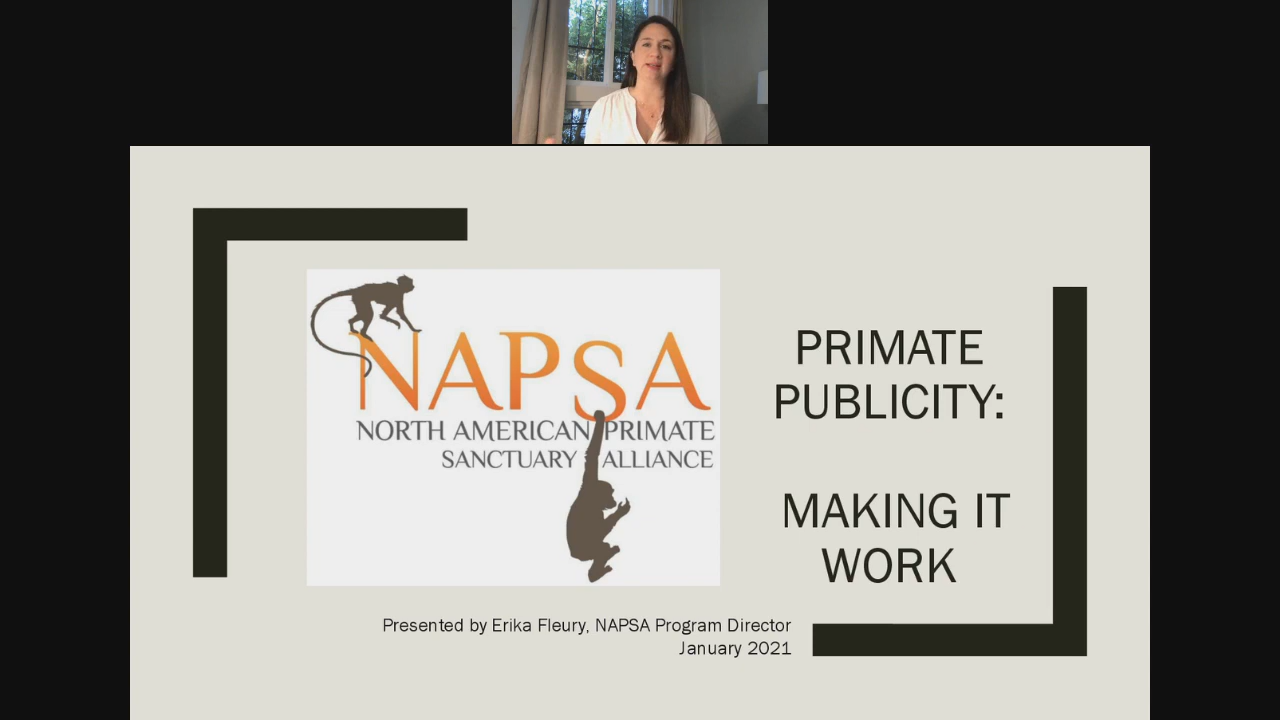 NAPSA
NORTH AMERICAN PRIMATE
SANCTUARY ALLIANCE
PRIMATE
PUBLICITY:
MAKING IT
WORK
Presented by Erika Fleury, NAPSA Program Director
January 2021